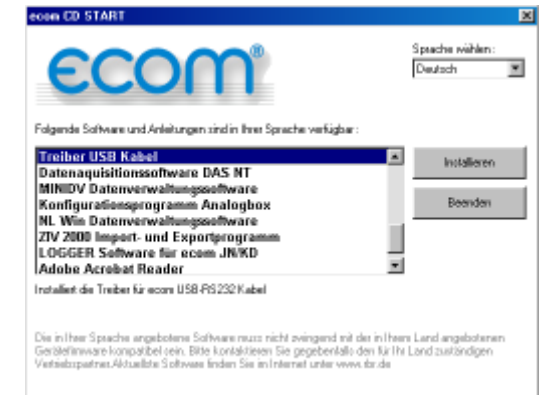 ecom CD START
ecom®
Sprache wählen:
Deutsch
Folgende Software und Anleitungen sind in Ihrer Sprache verfügbar:
Treiber USB Kabel
Datenaquisitionssoftware DAS NT
MINIDV Datenverwaltungssoftware
Konfigurationsprogramm Analogbox
NL Win Datenverwaltungssoftware
ZIV 2000 Import- und Exportprogramm
LOGGER Software für ecom JN/KD
Adobe Acrobat Reader
Installieren
Beenden
Installiert die Treiber für ecom USB-RS232 Kabel
Die in Ihrer Sprache angebotene Software muss nicht zwingend mit der in Ihrem Land angebotenen
Gerätefirmware kompatibel sein. Bitte kontaktieren Sie gegebenfalls den für Ihr Land zuständigen
Vertriebspartner.Aktuellste Software finden Sie im Internet unter www.rbr.de